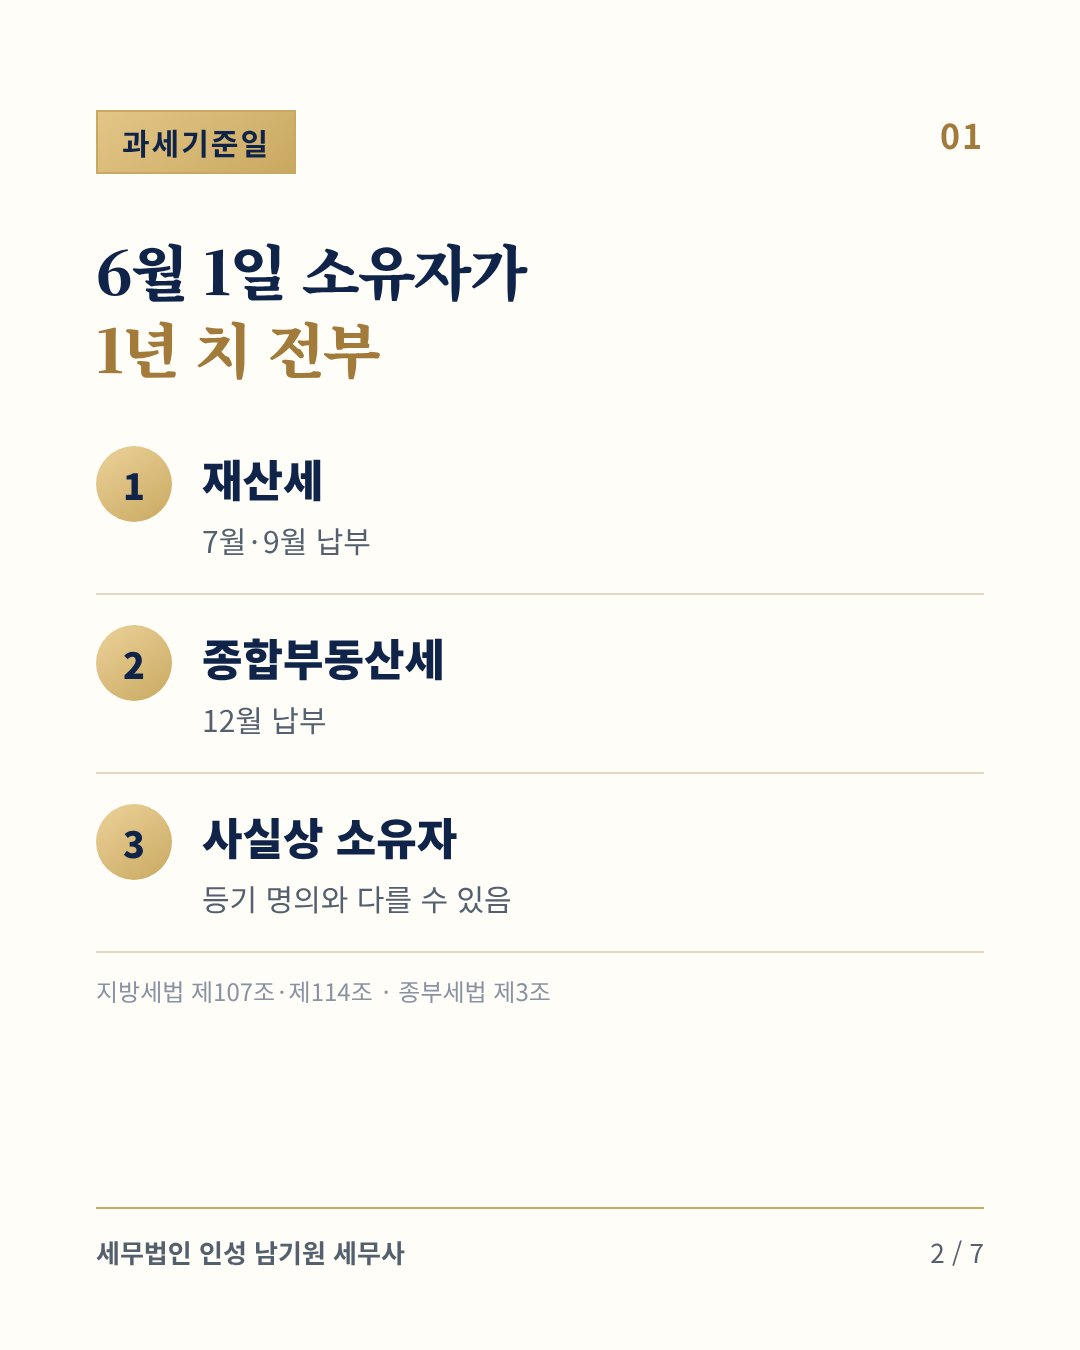 과세기준일
01
6월 1일 소유자가
1년 치 전부
1
재산세
7월·9월 납부
2
종합부동산세
12월 납부
3
사실상 소유자
등기 명의와 다를 수 있음
지방세법 제107조·제114조 · 종부세법 제3조
세무법인 인성 남기원 세무사
2 / 7